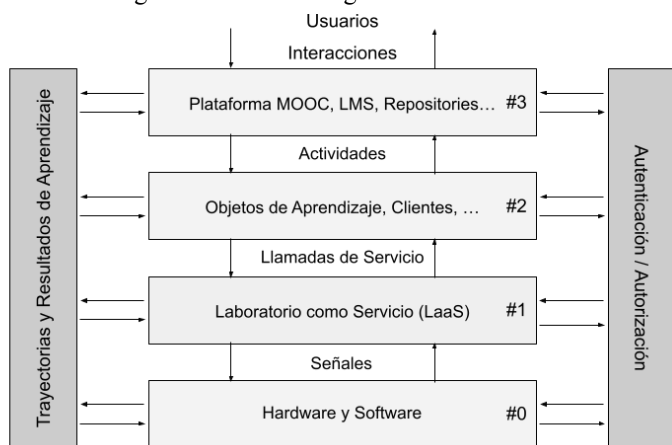 Usuarios
Interacciones
Trayectorias y Resultados de Aprendizaje
Plataforma MOOC, LMS, Repositories… #3
Actividades
Objetos de Aprendizaje, Clientes, … #2
Llamadas de Servicio
Laboratorio como Servicio (LaaS) #1
Señales
Hardware y Software #0
Autenticación / Autorización